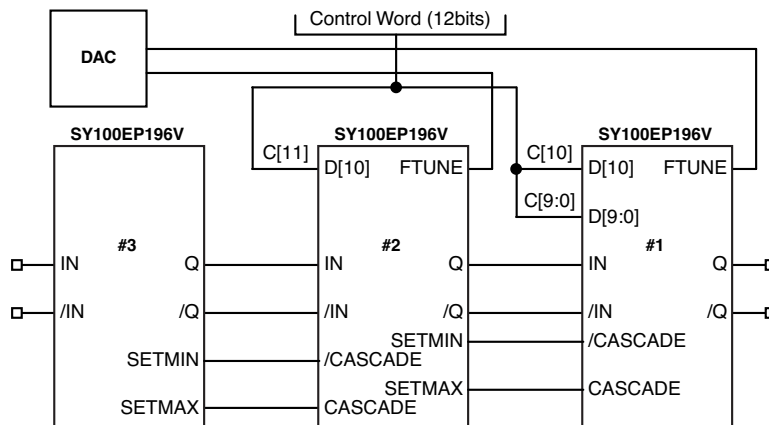 Control Word (12bits)
DAC
SY100EP196V
SY100EP196V
SY100EP196V
C[11]
D[10]
FTUNE
C[10]
D[10]
FTUNE
C[9:0]
D[9:0]
#3
#2
#1
IN
Q
IN
Q
IN
Q
/IN
/Q
/IN
/Q
/IN
/Q
SETMIN
/CASCADE
SETMIN
/CASCADE
SETMAX
CASCADE
SETMAX
CASCADE